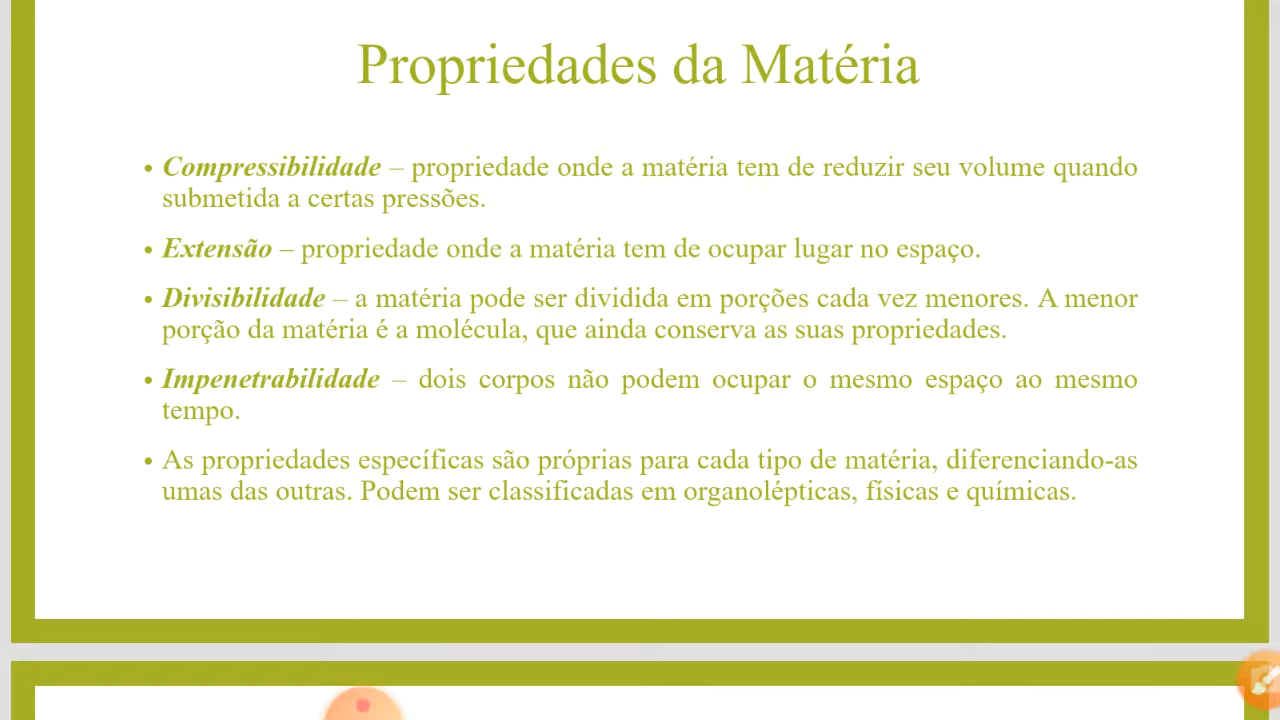 Propriedades da Matéria
• Compressibilidade – propriedade onde a matéria tem de reduzir seu volume quando
submetida a certas pressões.
• Extensão – propriedade onde a matéria tem de ocupar lugar no espaço.
• Divisibilidade – a matéria pode ser dividida em porções cada vez menores. A menor
porção da matéria é a molécula, que ainda conserva as suas propriedades.
• Impenetrabilidade – dois corpos não podem ocupar o mesmo espaço ao mesmo
tempo.
• As propriedades específicas são próprias para cada tipo de matéria, diferenciando-as
umas das outras. Podem ser classificadas em organolépticas, físicas e químicas.